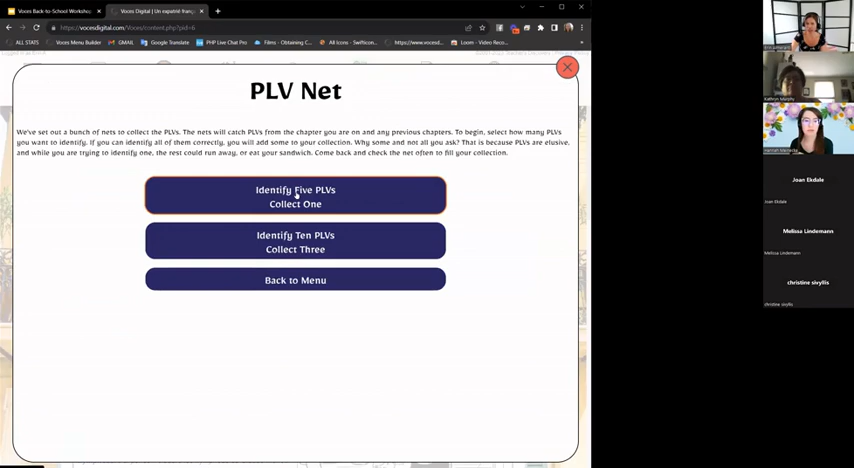 Voces Back-to-School Workshop
Voces Digital | Un expatrié franç
https://vocesdigital.com/Voces/content.php?pid=6
ALL STATS
Voces Menu Builder
GMAIL
Google Translate
PHP Live Chat Pro
Films - Obtaining C...
All Icons - Swifticon...
https://www.vocesd...
Loom - Video Reco...
PLV Net
We've set out a bunch of nets to collect the PLVs. The nets will catch PLVs from the chapter you are on and any previous chapters. To begin, select how many PLVs
you want to identify. If you can identify all of them correctly, you will add some to your collection. Why some and not all you ask? That is because PLVs are elusive,
and while you are trying to identify one, the rest could run away, or eat your sandwich. Come back and check the net often to fill your collection.
Identify Five PLVs
Collect One
Identify Ten PLVs
Collect Three
Back to Menu
Kathryn Murphy
Joan Ekdale
Joan Ekdale
Melissa Lindemann
Melissa Lindemann
christine sivyllis
christine sivyllis